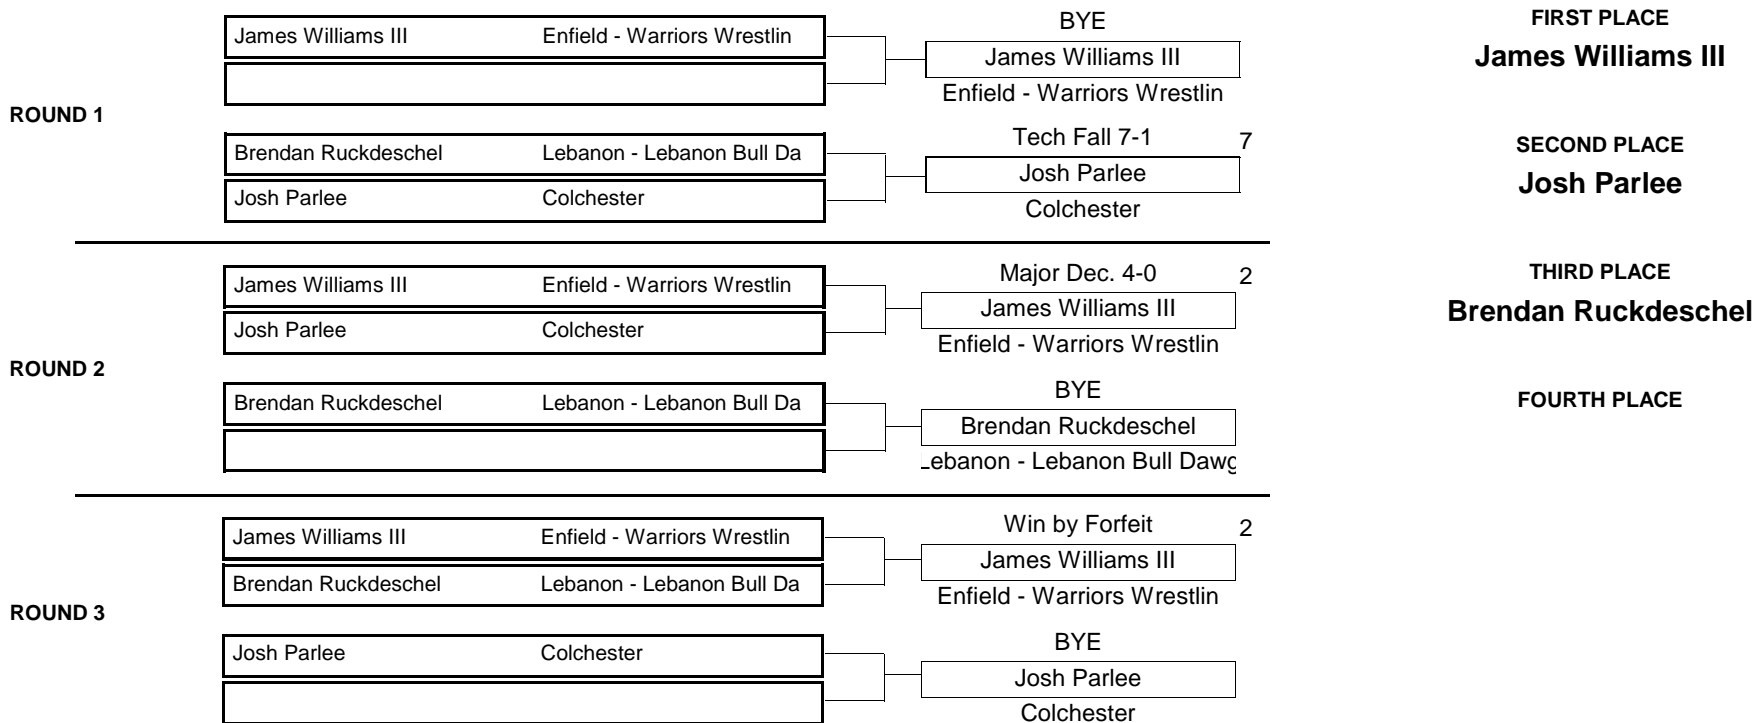 BYE
James Williams III Enfield - Warriors Wrestlin
James Williams III
Enfield - Warriors Wrestlin
ROUND 1
Tech Fall 7-1 7
Brendan Ruckdeschel Lebanon - Lebanon Bull Da
Josh Parlee
Josh Parlee Colchester
Colchester
Major Dec. 4-0 2
James Williams III Enfield - Warriors Wrestlin
James Williams III
Josh Parlee Colchester
Enfield - Warriors Wrestlin
ROUND 2
BYE
Brendan Ruckdeschel Lebanon - Lebanon Bull Da
Brendan Ruckdeschel
Lebanon - Lebanon Bull Dawg
Win by Forfeit 2
James Williams III Enfield - Warriors Wrestlin
James Williams III
Brendan Ruckdeschel Lebanon - Lebanon Bull Da
Enfield - Warriors Wrestlin
ROUND 3
BYE
Josh Parlee Colchester
Josh Parlee
Colchester
FIRST PLACE
James Williams III
SECOND PLACE
Josh Parlee
THIRD PLACE
Brendan Ruckdeschel
FOURTH PLACE